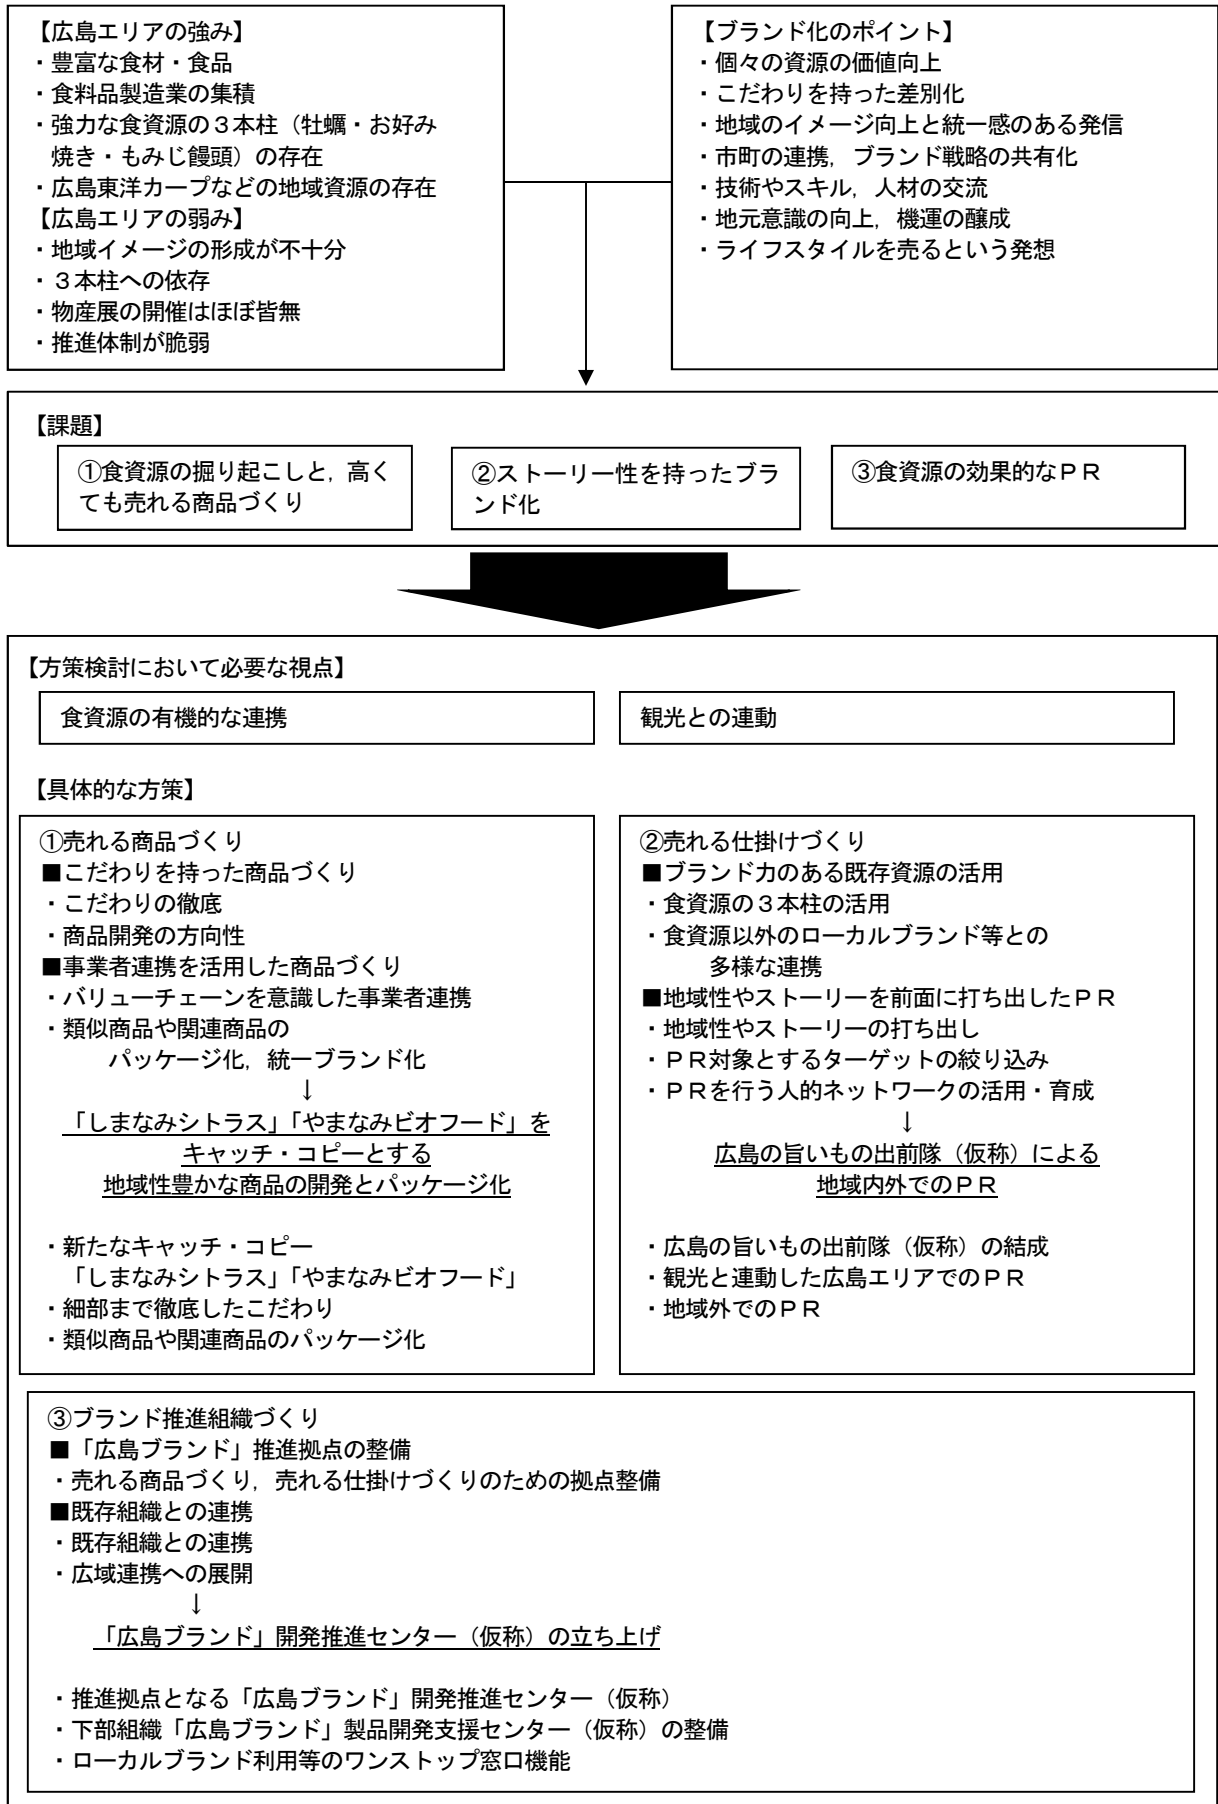 【広島エリアの強み】
・豊富な食材・食品
・食料品製造業の集積
・強力な食資源の３本柱（牡蠣・お好み
焼き・もみじ饅頭）の存在
・広島東洋カープなどの地域資源の存在
【広島エリアの弱み】
・地域イメージの形成が不十分
・３本柱への依存
・物産展の開催はほぼ皆無
・推進体制が脆弱
【ブランド化のポイント】
・個々の資源の価値向上
・こだわりを持った差別化
・地域のイメージ向上と統一感のある発信
・市町の連携，ブランド戦略の共有化
・技術やスキル，人材の交流
・地元意識の向上，機運の醸成
・ライフスタイルを売るという発想
【課題】
①食資源の掘り起こしと，高く
ても売れる商品づくり
②ストーリー性を持ったブラ
ンド化
③食資源の効果的なＰＲ
【方策検討において必要な視点】
食資源の有機的な連携
観光との連動
【具体的な方策】
①売れる商品づくり
■こだわりを持った商品づくり
・こだわりの徹底
・商品開発の方向性
■事業者連携を活用した商品づくり
・バリューチェーンを意識した事業者連携
・類似商品や関連商品の
パッケージ化，統一ブランド化
↓
「しまなみシトラス」「やまなみビオフード」を
キャッチ・コピーとする
地域性豊かな商品の開発とパッケージ化
・新たなキャッチ・コピー
「しまなみシトラス」「やまなみビオフード」
・細部まで徹底したこだわり
・類似商品や関連商品のパッケージ化
②売れる仕掛けづくり
■ブランド力のある既存資源の活用
・食資源の３本柱の活用
・食資源以外のローカルブランド等との
多様な連携
■地域性やストーリーを前面に打ち出したＰＲ
・地域性やストーリーの打ち出し
・ＰＲ対象とするターゲットの絞り込み
・ＰＲを行う人的ネットワークの活用・育成
↓
広島の旨いもの出前隊（仮称）による
地域内外でのＰＲ
・広島の旨いもの出前隊（仮称）の結成
・観光と連動した広島エリアでのＰＲ
・地域外でのＰＲ
③ブランド推進組織づくり
■「広島ブランド」推進拠点の整備
・売れる商品づくり，売れる仕掛けづくりのための拠点整備
■既存組織との連携
・既存組織との連携
・広域連携への展開
↓
「広島ブランド」開発推進センター（仮称）の立ち上げ
・推進拠点となる「広島ブランド」開発推進センター（仮称）
・下部組織「広島ブランド」製品開発支援センター（仮称）の整備
・ローカルブランド利用等のワンストップ窓口機能